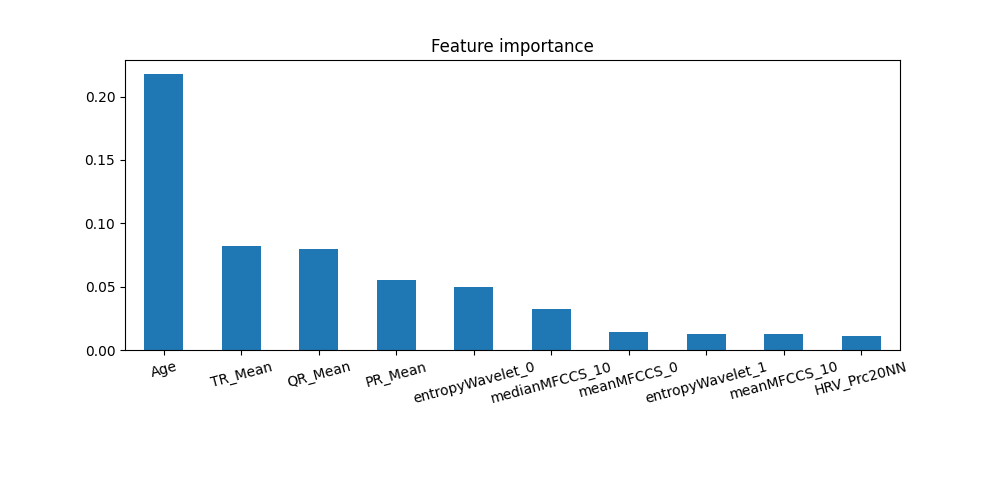 Feature importance
0.20
0.15
0.10
0.05
0.00
Age
TR_Mean
QR_Mean
PR_Mean
entropyWavelet_0
medianMFCCS_10
meanMFCCS_0
entropyWavelet_1
meanMFCCS_10
HRV_Prc20NN